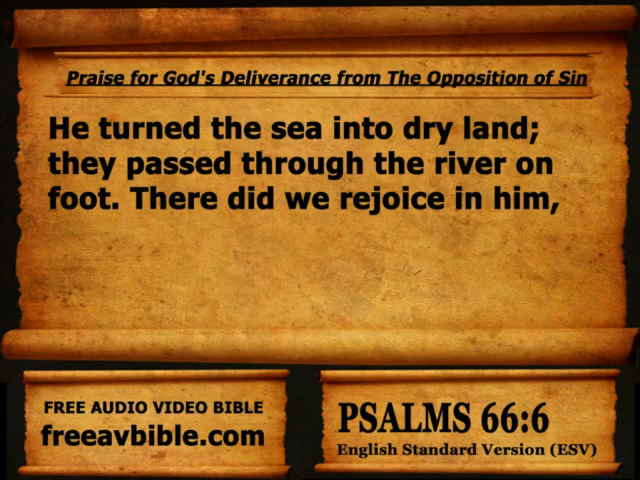 Praise for God's Deliverance from The Opposition of Sin
He turned the sea into dry land;
they passed through the river on
foot. There did we rejoice in him,
FREE AUDIO VIDEO BIBLE
freeavbible.com
PSALMS 66:6
English Standard Version (ESV)